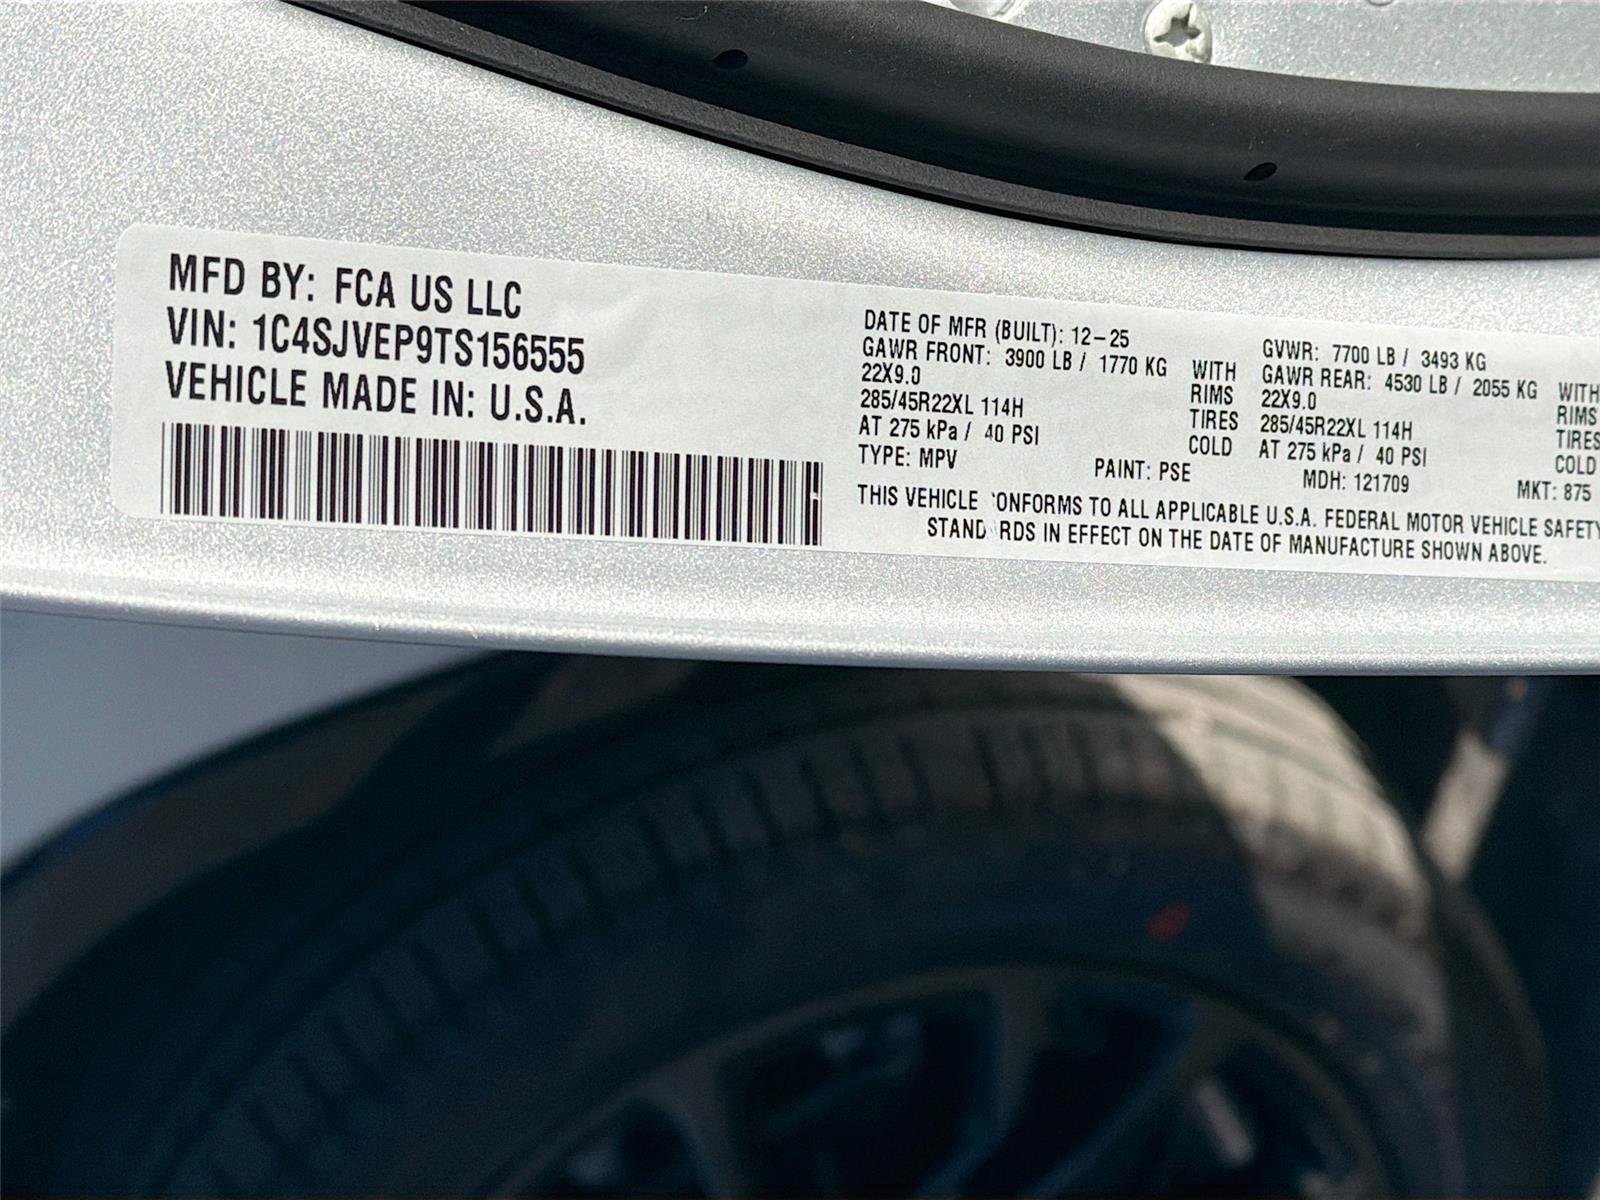 MFD BY: FCA US LLC
VIN: 1C4SJVEP9TS156555
VEHICLE MADE IN: U.S.A.
DATE OF MFR (BUILT): 12-25
GVWR: 7700 LB / 3493 KG
GAWR FRONT: 3900 LB / 1770 KG WITH
GAWR REAR: 4530 LB / 2055 KG WITH
22X9.0 RIMS 22X9.0 RIMS
285/45R22XL 114H TIRES 285/45R22XL 114H TIRES
AT 275 kPa / 40 PSI COLD AT 275 kPa / 40 PSI COLD
TYPE: MPV PAINT: PSE MDH: 121709 MKT: 875
THIS VEHICLE CONFORMS TO ALL APPLICABLE U.S.A. FEDERAL MOTOR VEHICLE SAFETY
STANDARDS IN EFFECT ON THE DATE OF MANUFACTURE SHOWN ABOVE.